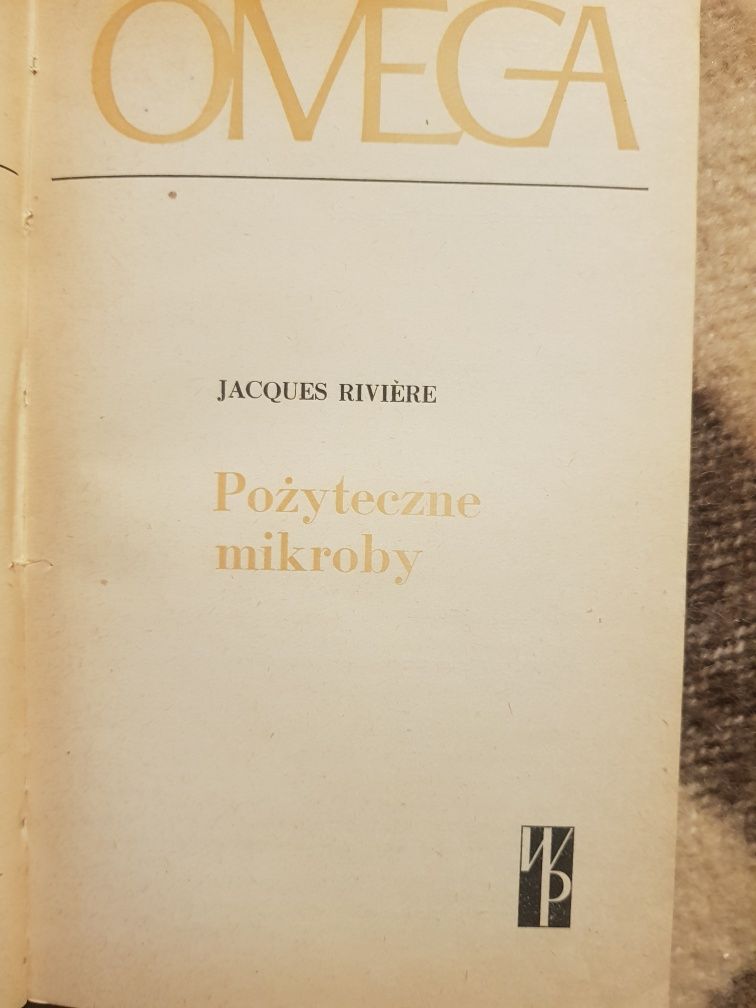 OMEGA
JACQUES RIVIÈRE
Pożyteczne
mikroby
WP